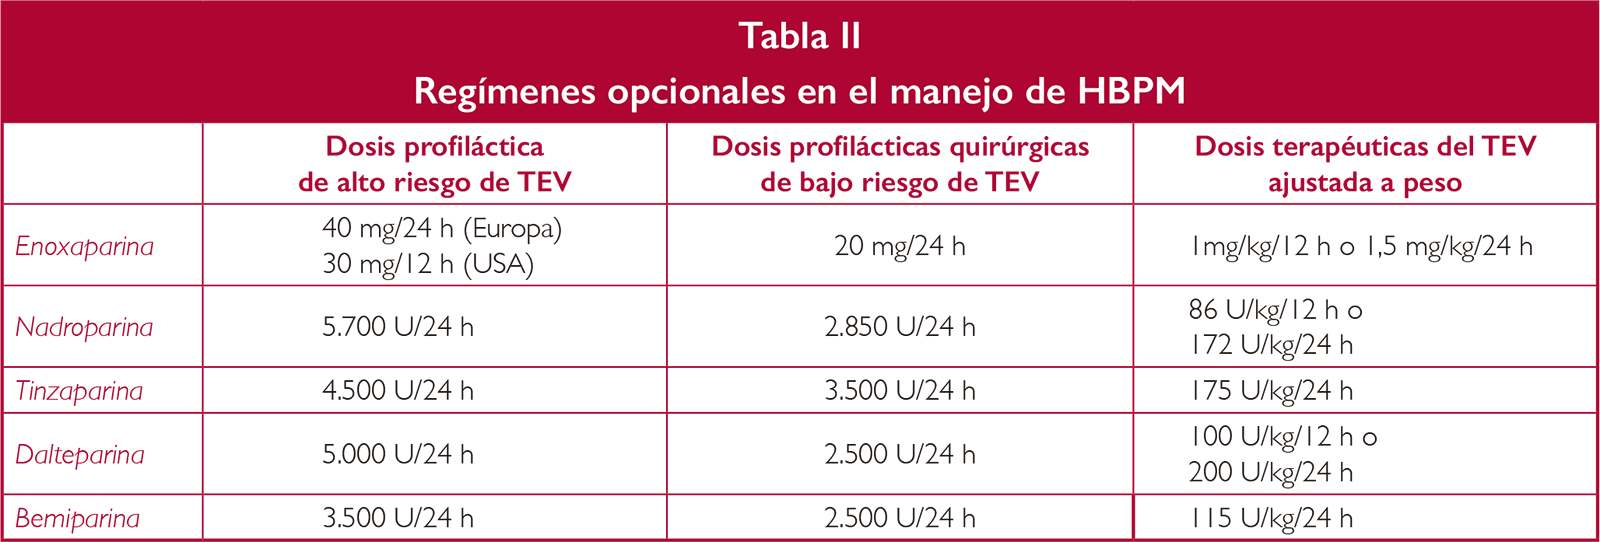 Tabla II
Regímenes opcionales en el manejo de HBPM
Dosis profiláctica
de alto riesgo de TEV
Dosis profilácticas quirúrgicas
de bajo riesgo de TEV
Dosis terapéuticas del TEV
ajustada a peso
Enoxaparina
40 mg/24 h (Europa)
30 mg/12 h (USA)
20 mg/24 h
1mg/kg/12 h o 1,5 mg/kg/24 h
Nadroparina
5.700 U/24 h
2.850 U/24 h
86 U/kg/12 h o
172 U/kg/24 h
Tinzaparina
4.500 U/24 h
3.500 U/24 h
175 U/kg/24 h
Dalteparina
5.000 U/24 h
2.500 U/24 h
100 U/kg/12 h o
200 U/kg/24 h
Bemiparina
3.500 U/24 h
2.500 U/24 h
115 U/kg/24 h